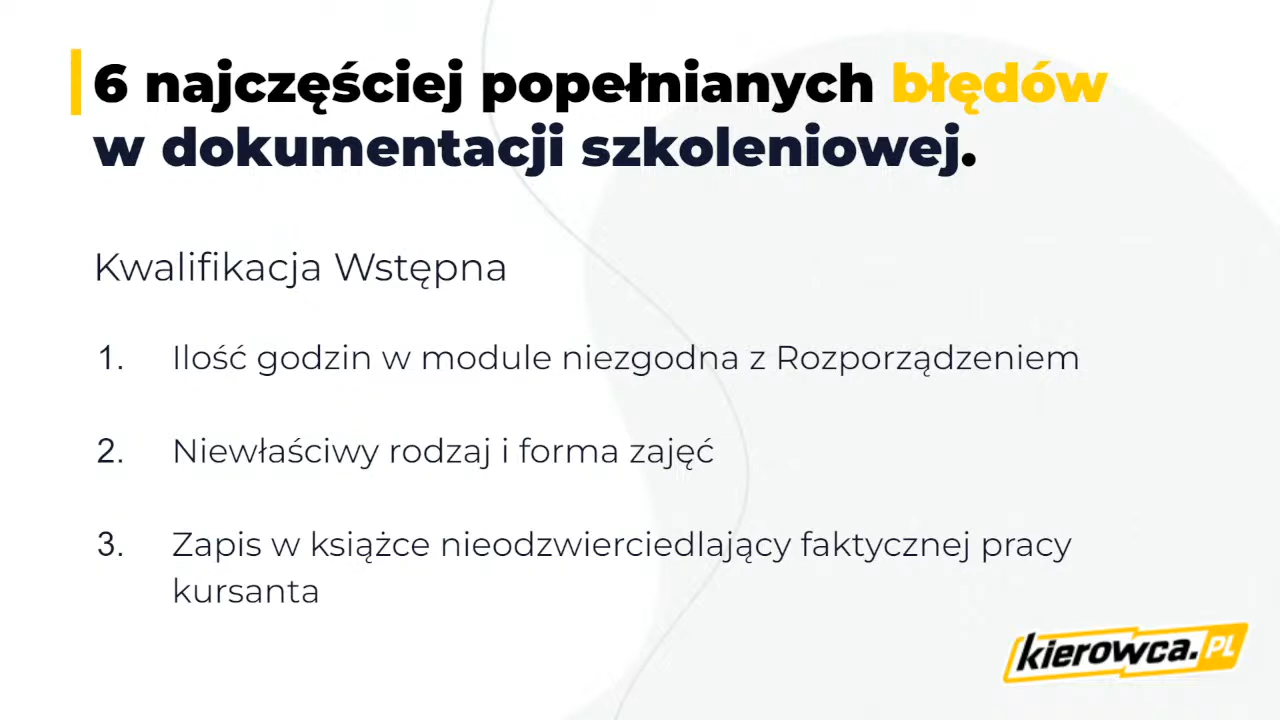 6 najczęściej popełnianych błędów
w dokumentacji szkoleniowej.
Kwalifikacja Wstępna
1. Ilość godzin w module niezgodna z Rozporządzeniem
2. Niewłaściwy rodzaj i forma zajęć
3. Zapis w książce nieodzwierciedlający faktycznej pracy
kursanta
kierowca.PL